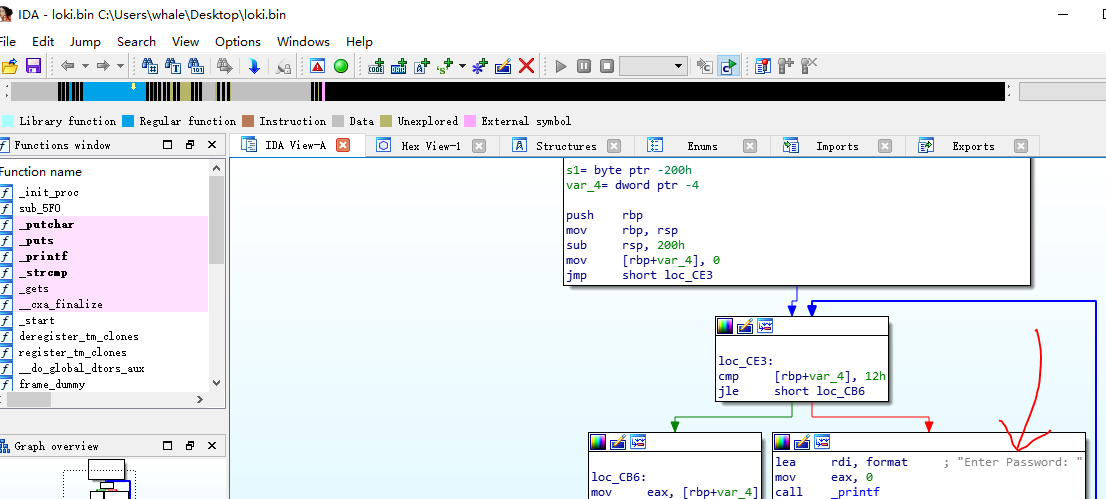 IDA - loki.bin C:\Users\whale\Desktop\loki.bin
File Edit Jump Search View Options Windows Help
Library function Regular function Instruction Data Unexplored External symbol
Functions window
IDA View-A Hex View-1 Structures Enums Imports Exports
Function name
_init_proc
sub_5F0
_putchar
_puts
_printf
_strcmp
_gets
__cxa_finalize
_start
deregister_tm_clones
register_tm_clones
__do_global_dtors_aux
frame_dummy
Graph overview
s1= byte ptr -200h
var_4= dword ptr -4
push rbp
mov rbp, rsp
sub rsp, 200h
mov [rbp+var_4], 0
jmp short loc_CE3
loc_CE3:
cmp [rbp+var_4], 12h
jle short loc_CB6
loc_CB6:
mov eax, [rbp+var_4]
lea rdi, format ; "Enter Password: "
mov eax, 0
call _printf